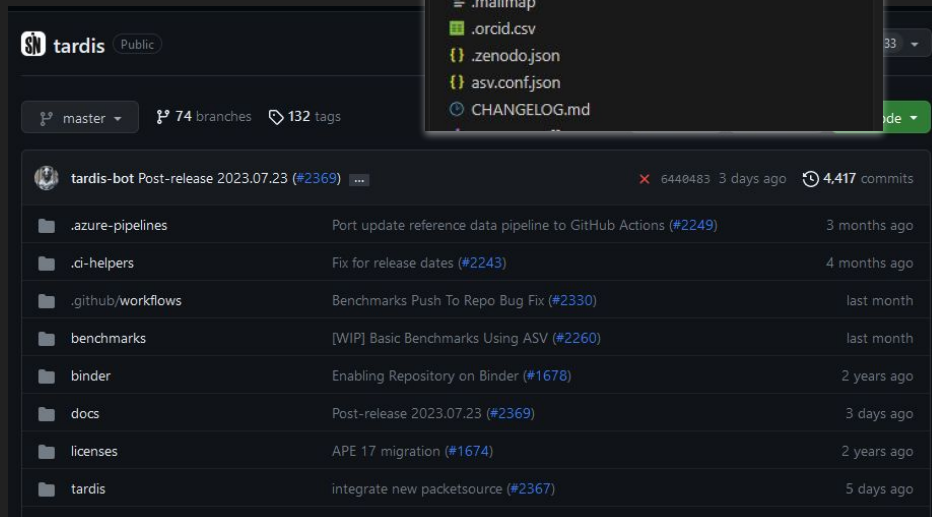 .mailmap
.orcid.csv
.zenodo.json
asv.conf.json
CHANGELOG.md
SN tardis Public
33
master 74 branches 132 tags
de
tardis-bot Post-release 2023.07.23 (#2369) ... 6440483 3 days ago 4,417 commits
.azure-pipelines Port update reference data pipeline to GitHub Actions (#2249) 3 months ago
.ci-helpers Fix for release dates (#2243) 4 months ago
.github/workflows Benchmarks Push To Repo Bug Fix (#2330) last month
benchmarks [WIP] Basic Benchmarks Using ASV (#2260) last month
binder Enabling Repository on Binder (#1678) 2 years ago
docs Post-release 2023.07.23 (#2369) 3 days ago
licenses APE 17 migration (#1674) 2 years ago
tardis integrate new packetsource (#2367) 5 days ago